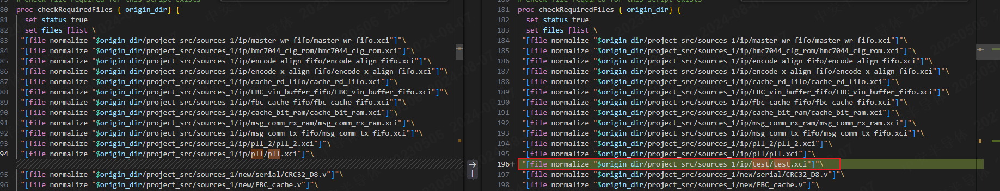 80 proc checkRequiredFiles { origin_dir} {
81 set status true
82 set files [list \
83 "[file normalize "$origin_dir/project_src/sources_1/ip/master_wr_fifo/master_wr_fifo.xci"]"\
84 "[file normalize "$origin_dir/project_src/sources_1/ip/hmc7044_cfg_rom/hmc7044_cfg_rom.xci"]"\
85 "[file normalize "$origin_dir/project_src/sources_1/ip/encode_align_fifo/encode_align_fifo.xci"]"\
86 "[file normalize "$origin_dir/project_src/sources_1/ip/encode_x_align_fifo/encode_x_align_fifo.xci"]"\
87 "[file normalize "$origin_dir/project_src/sources_1/ip/cache_rd_fifo/cache_rd_fifo.xci"]"\
88 "[file normalize "$origin_dir/project_src/sources_1/ip/FBC_vin_buffer_fifo/FBC_vin_buffer_fifo.xci"]"\
89 "[file normalize "$origin_dir/project_src/sources_1/ip/fbc_cache_fifo/fbc_cache_fifo.xci"]"\
90 "[file normalize "$origin_dir/project_src/sources_1/ip/cache_bit_ram/cache_bit_ram.xci"]"\
91 "[file normalize "$origin_dir/project_src/sources_1/ip/msg_comm_rx_ram/msg_comm_rx_ram.xci"]"\
92 "[file normalize "$origin_dir/project_src/sources_1/ip/msg_comm_tx_fifo/msg_comm_tx_fifo.xci"]"\
93 "[file normalize "$origin_dir/project_src/sources_1/ip/pll_2/pll_2.xci"]"\
94 "[file normalize "$origin_dir/project_src/sources_1/ip/pll/pll.xci"]"\
95 "[file normalize "$origin_dir/project_src/sources_1/new/serial/CRC32_D8.v"]"\
96 "[file normalize "$origin_dir/project_src/sources_1/new/FBC_cache.v"]"\
181 proc checkRequiredFiles { origin_dir} {
182 set status true
183 set files [list \
184 "[file normalize "$origin_dir/project_src/sources_1/ip/master_wr_fifo/master_wr_fifo.xci"]"\
185 "[file normalize "$origin_dir/project_src/sources_1/ip/hmc7044_cfg_rom/hmc7044_cfg_rom.xci"]"\
186 "[file normalize "$origin_dir/project_src/sources_1/ip/encode_align_fifo/encode_align_fifo.xci"]"\
187 "[file normalize "$origin_dir/project_src/sources_1/ip/encode_x_align_fifo/encode_x_align_fifo.xci"]"\
188 "[file normalize "$origin_dir/project_src/sources_1/ip/cache_rd_fifo/cache_rd_fifo.xci"]"\
189 "[file normalize "$origin_dir/project_src/sources_1/ip/FBC_vin_buffer_fifo/FBC_vin_buffer_fifo.xci"]"\
190 "[file normalize "$origin_dir/project_src/sources_1/ip/fbc_cache_fifo/fbc_cache_fifo.xci"]"\
191 "[file normalize "$origin_dir/project_src/sources_1/ip/cache_bit_ram/cache_bit_ram.xci"]"\
192 "[file normalize "$origin_dir/project_src/sources_1/ip/msg_comm_rx_ram/msg_comm_rx_ram.xci"]"\
193 "[file normalize "$origin_dir/project_src/sources_1/ip/msg_comm_tx_fifo/msg_comm_tx_fifo.xci"]"\
194 "[file normalize "$origin_dir/project_src/sources_1/ip/pll_2/pll_2.xci"]"\
195 "[file normalize "$origin_dir/project_src/sources_1/ip/pll/pll.xci"]"\
196+ "[file normalize "$origin_dir/project_src/sources_1/ip/test/test.xci"]"\
197 "[file normalize "$origin_dir/project_src/sources_1/new/serial/CRC32_D8.v"]"\
198 "[file normalize "$origin_dir/project_src/sources_1/new/FBC_cache.v"]"\